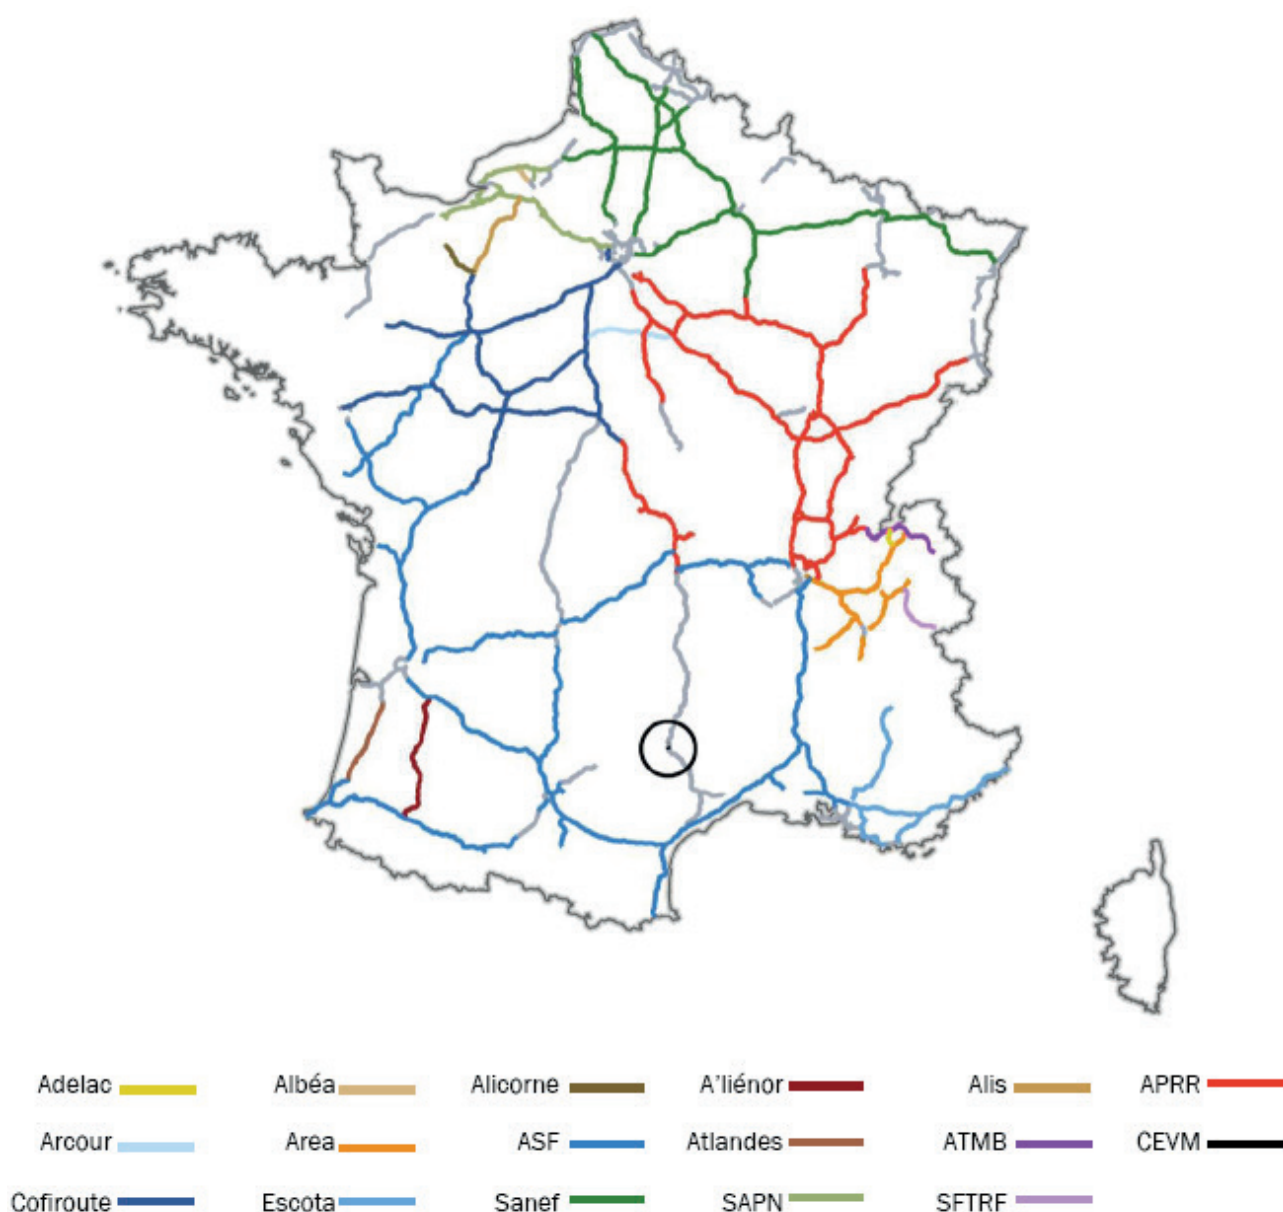 Adelac Albéa Alicorne A'liénor Alis APRR
Arcour Area ASF Atlandes ATMB CEVM
Cofiroute Escota Sanef SAPN SFTRF